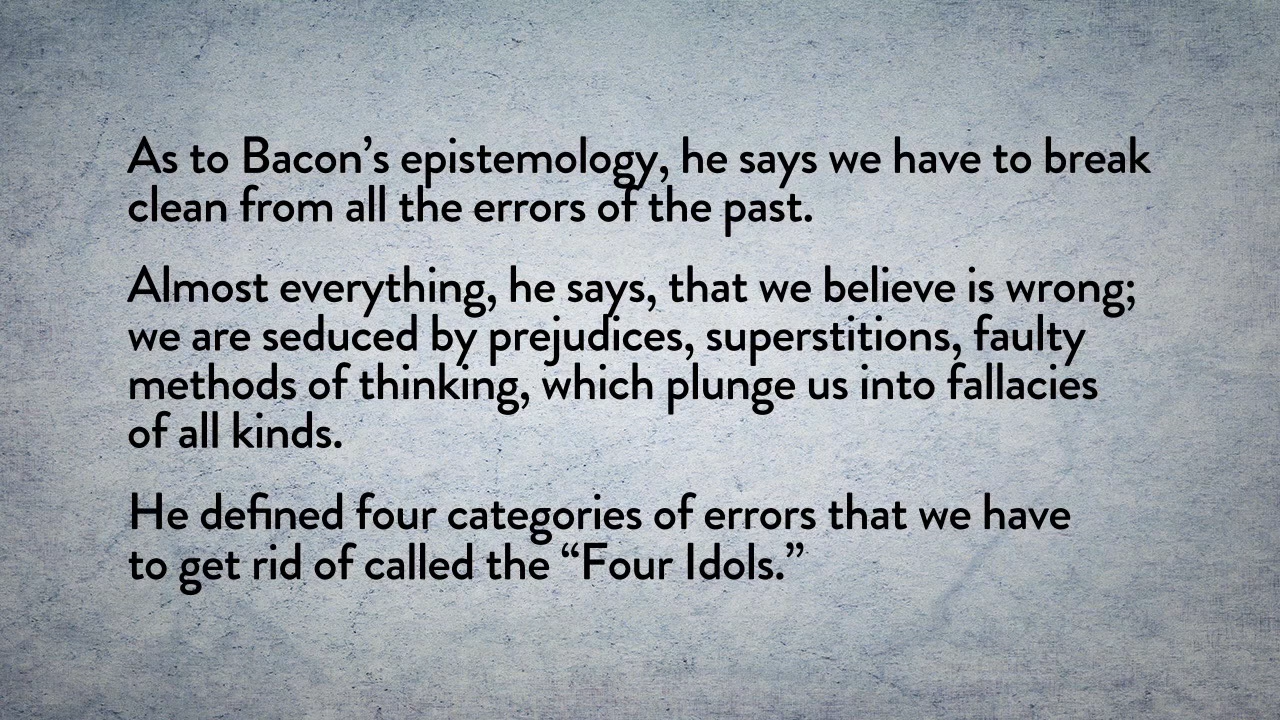 As to Bacon’s epistemology, he says we have to break
clean from all the errors of the past.
Almost everything, he says, that we believe is wrong;
we are seduced by prejudices, superstitions, faulty
methods of thinking, which plunge us into fallacies
of all kinds.
He defined four categories of errors that we have
to get rid of called the “Four Idols.”